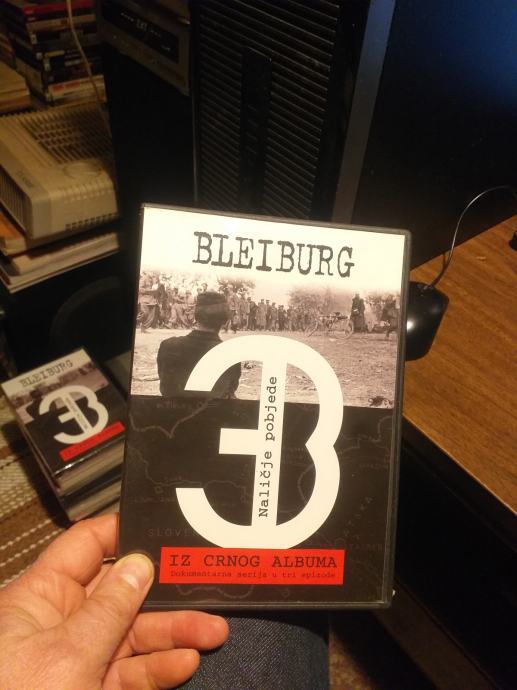 BLEIBURG
3
Naličje pobjede
IZ CRNOG ALBUMA
Dokumentarna serija u tri epizode
BLEIBURG
3